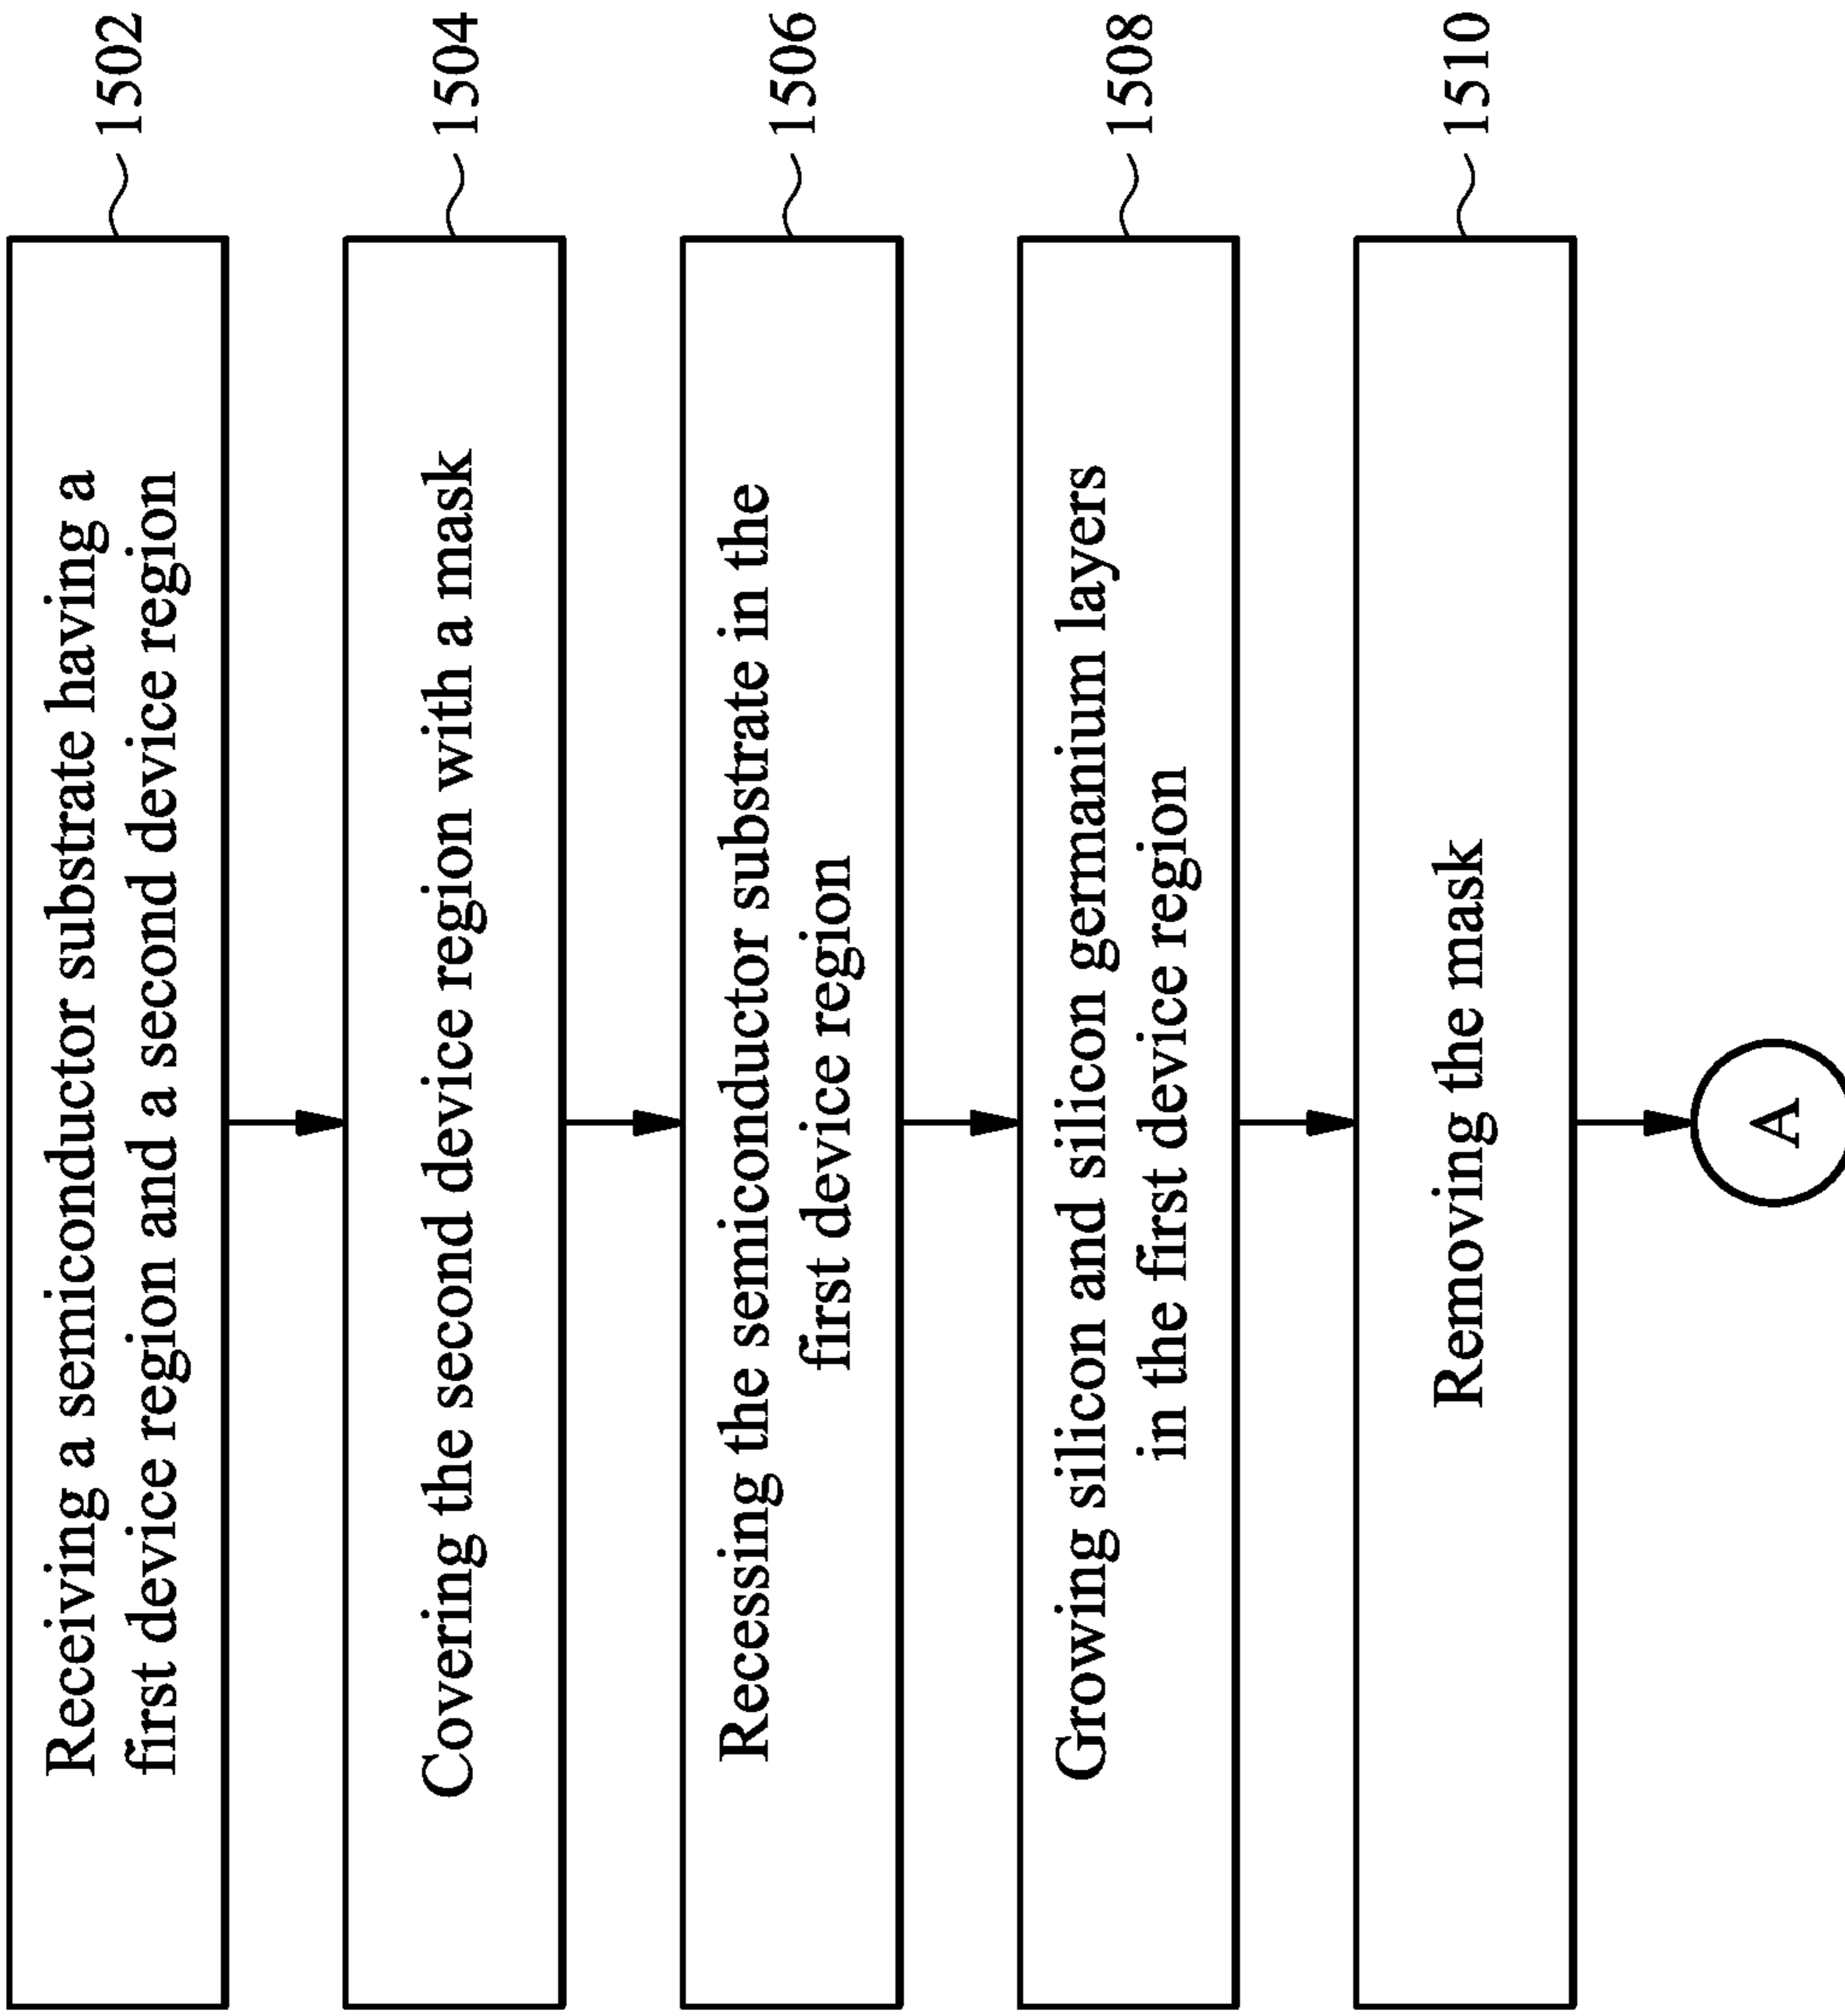 Receiving a semiconductor substrate having a
first device region and a second device region
1502
Covering the second device region with a mask
1504
Recessing the semiconductor substrate in the
first device region
1506
Growing silicon and silicon germanium layers
in the first device region
1508
Removing the mask
1510
A